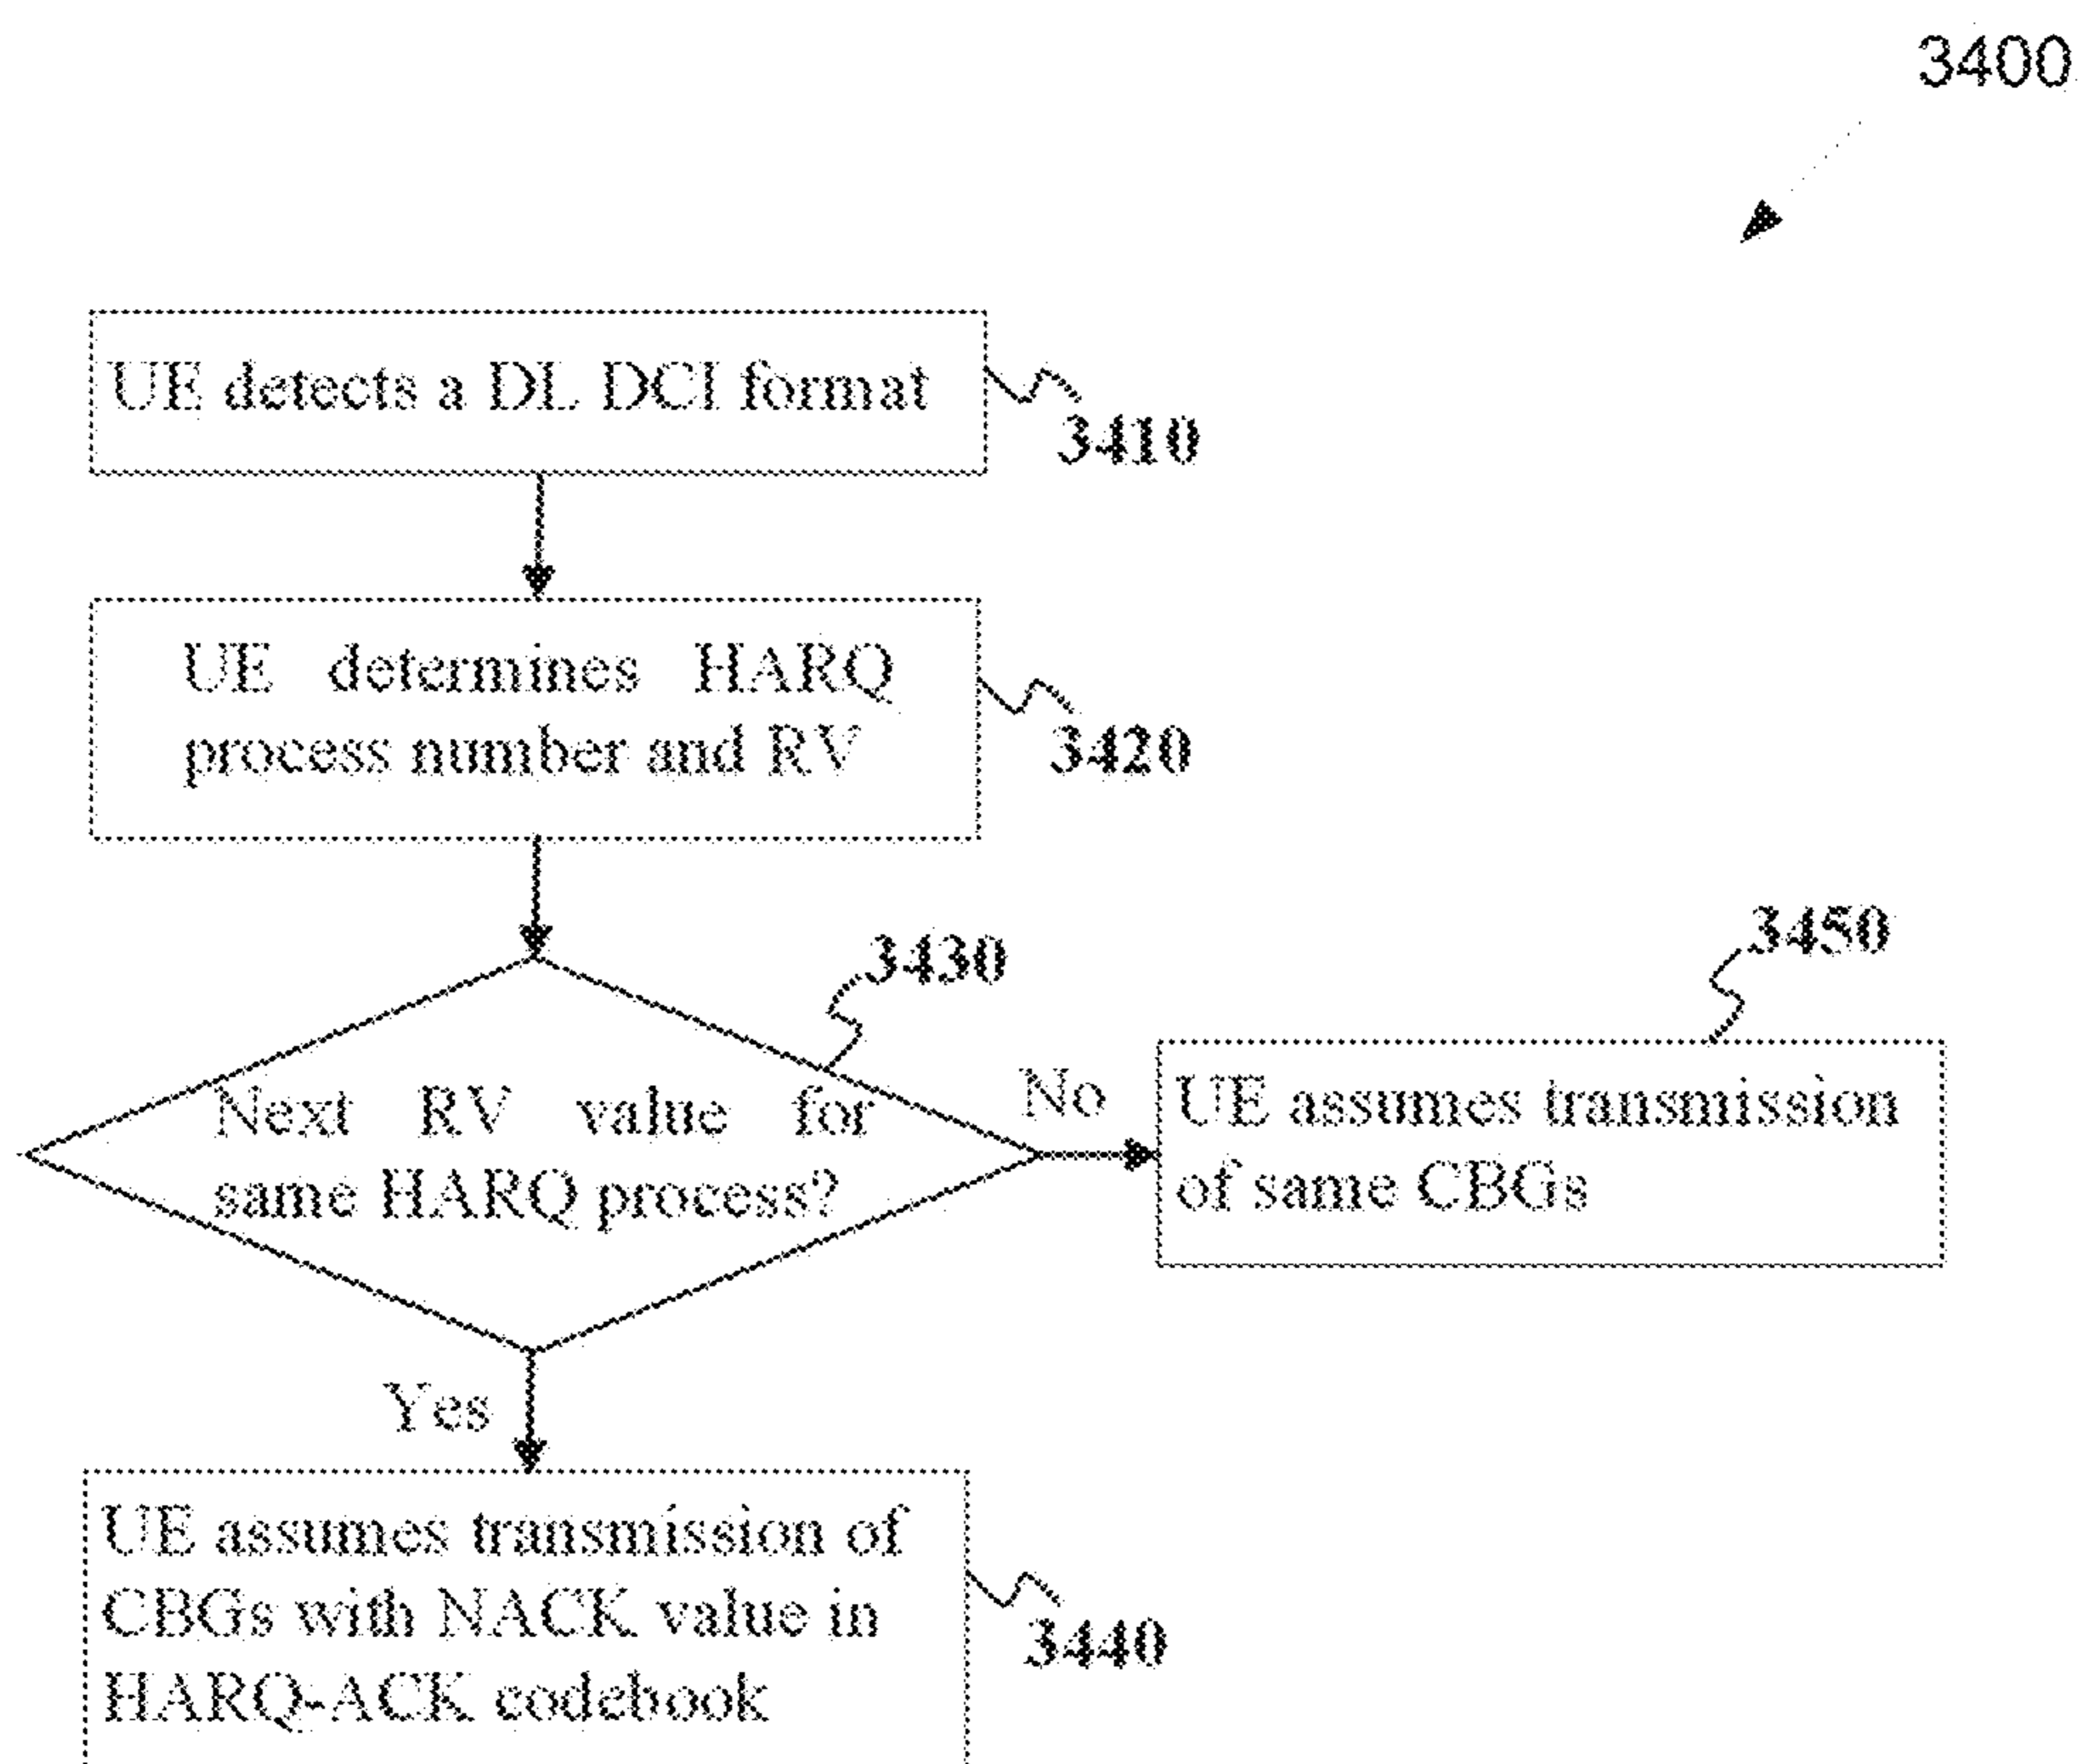 3400
UE detects a DL DCI format
3410
UE determines HARQ
process number and RV
3420
3430
3450
Next RV value for
same HARQ process?
No
UE assumes transmission
of same CBGs
Yes
UE assumes transmission of
CBGs with NACK value in
HARQ-ACK codebook
3440